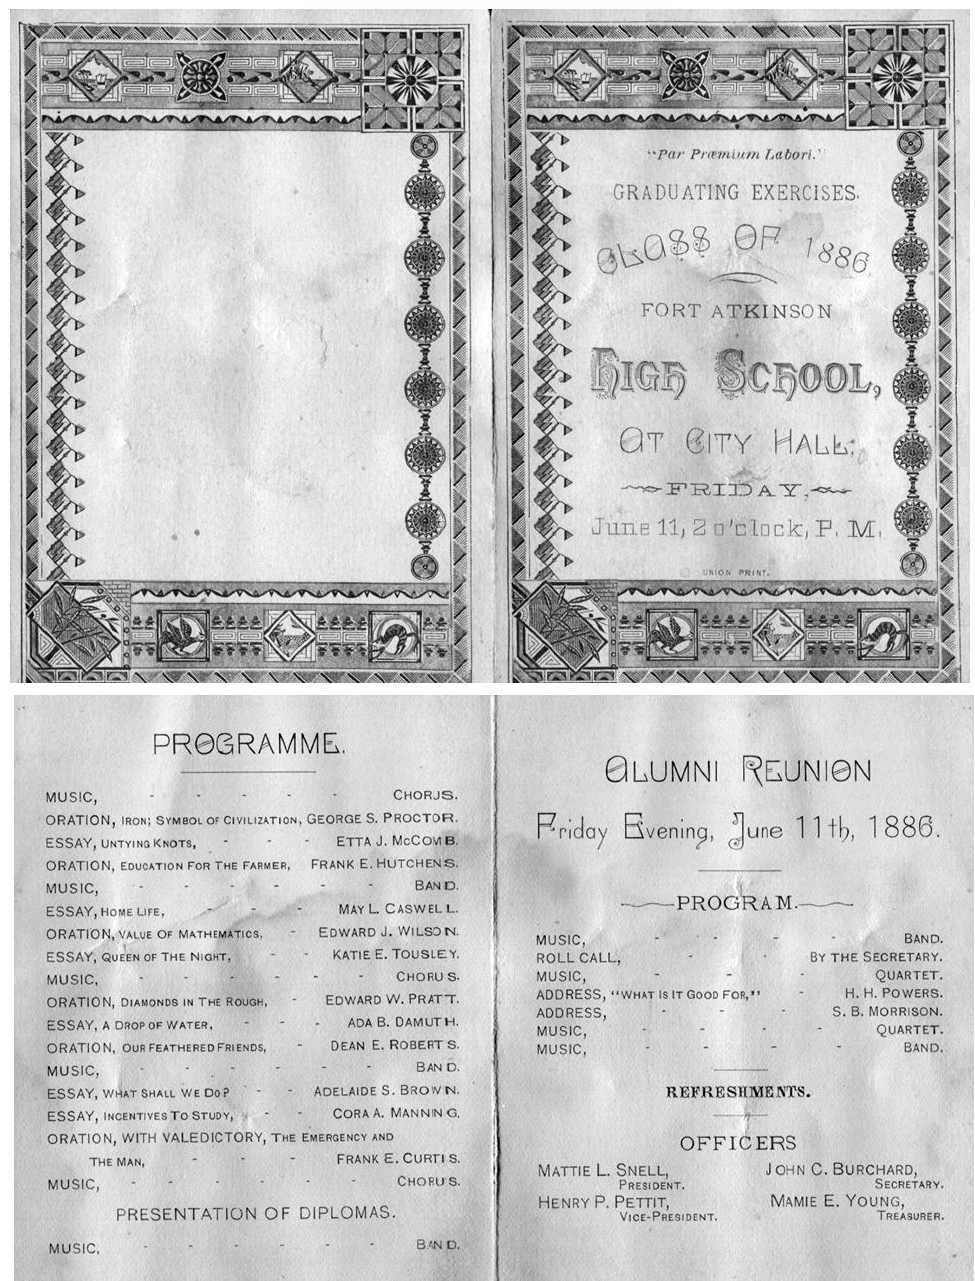 "Par Præmium Labori."
GRADUATING EXERCISES.
CLASS OF 1886
FORT ATKINSON
HIGH SCHOOL,
AT CITY HALL,
FRIDAY,
June 11, 2 o'clock, P. M.
UNION PRINT.
PROGRAMME.
MUSIC, - - - - - CHORUS.
ORATION, IRON; SYMBOL OF CIVILIZATION, GEORGE S. PROCTOR.
ESSAY, UNTYING KNOTS, - - - ETTA J. McCOMB.
ORATION, EDUCATION FOR THE FARMER, FRANK E. HUTCHENS.
MUSIC, - - - - - - BAND.
ESSAY, HOME LIFE, - - - MAY L. CASWELL.
ORATION, VALUE OF MATHEMATICS, - EDWARD J. WILSON.
ESSAY, QUEEN OF THE NIGHT, - - KATIE E. TOUSLEY.
MUSIC, - - - - - CHORUS.
ORATION, DIAMONDS IN THE ROUGH, - EDWARD W. PRATT.
ESSAY, A DROP OF WATER, - - - ADA B. DAMUTH.
ORATION, OUR FEATHERED FRIENDS, - DEAN E. ROBERTS.
MUSIC, - - - - - - BAND.
ESSAY, WHAT SHALL WE DO? - - ADELAIDE S. BROWN.
ESSAY, INCENTIVES TO STUDY, - - CORA A. MANNING.
ORATION, WITH VALEDICTORY, THE EMERGENCY AND
THE MAN, - - - - FRANK E. CURTIS.
MUSIC, - - - - - - CHORUS.
PRESENTATION OF DIPLOMAS.
MUSIC, - - - - - - BAND.
ALUMNI REUNION
Friday Evening, June 11th, 1886.
PROGRAM.
MUSIC, - - - - BAND.
ROLL CALL, - - - BY THE SECRETARY.
MUSIC, - - - QUARTET.
ADDRESS, "WHAT IS IT GOOD FOR," - H. H. POWERS.
ADDRESS, - - - - S. B. MORRISON.
MUSIC, - - - - QUARTET.
MUSIC, - - - - BAND.
REFRESHMENTS.
OFFICERS
MATTIE L. SNELL, JOHN C. BURCHARD,
PRESIDENT. SECRETARY.
HENRY P. PETTIT, MAMIE E. YOUNG,
VICE-PRESIDENT. TREASURER.